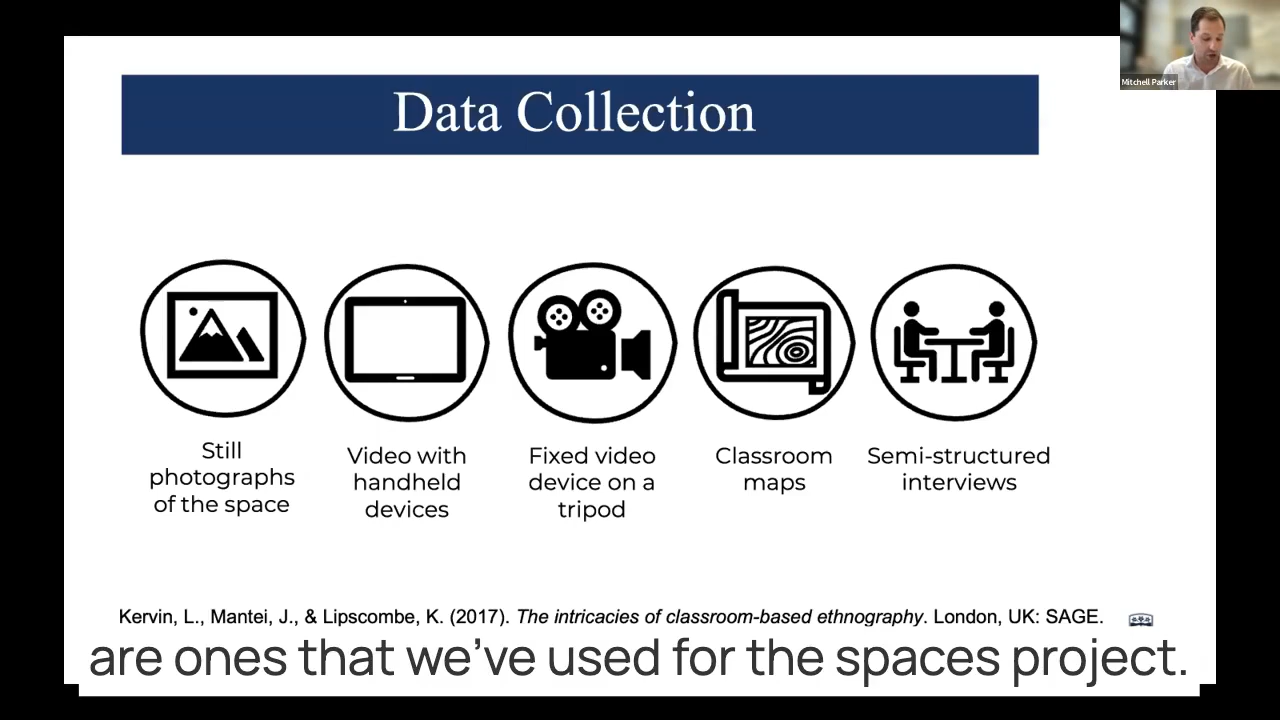 Mitchell Parker
Data Collection
Still
photographs
of the space
Video with
handheld
devices
Fixed video
device on a
tripod
Classroom
maps
Semi-structured
interviews
Kervin, L., Mantei, J., & Lipscombe, K. (2017). The intricacies of classroom-based ethnography. London, UK: SAGE.
are ones that we’ve used for the spaces project.